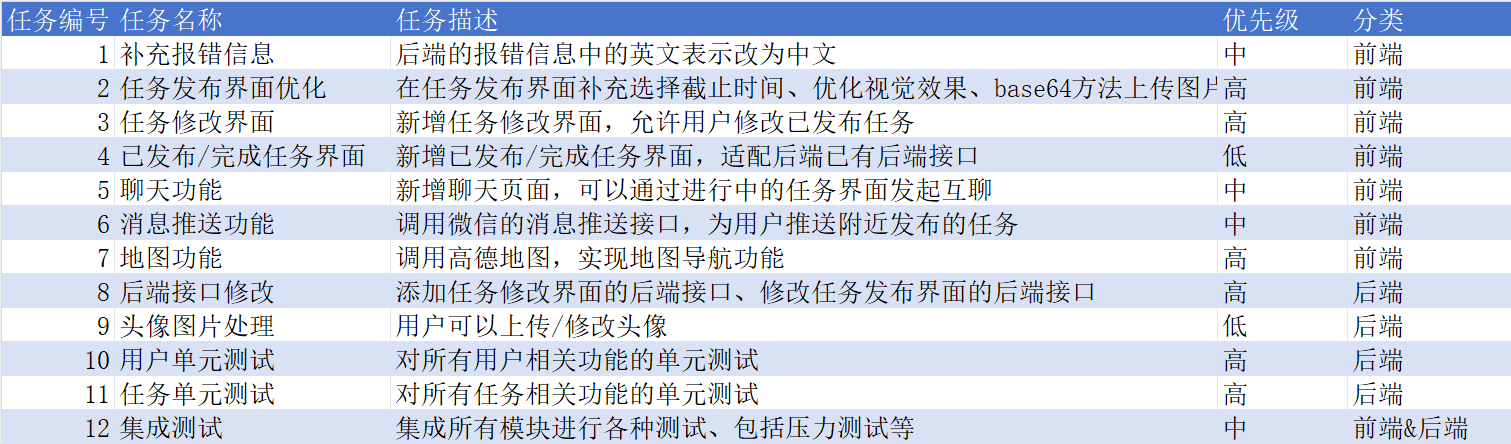 任务编号 任务名称 任务描述 优先级 分类
1 补充报错信息 后端的报错信息中的英文表示改为中文 中 前端
2 任务发布界面优化 在任务发布界面补充选择截止时间、优化视觉效果、base64方法上传图片 高 前端
3 任务修改界面 新增任务修改界面，允许用户修改已发布任务 高 前端
4 已发布/完成任务界面 新增已发布/完成任务界面，适配后端已有后端接口 低 前端
5 聊天功能 新增聊天页面，可以通过进行中的任务界面发起互聊 中 前端
6 消息推送功能 调用微信的消息推送接口，为用户推送附近发布的任务 中 前端
7 地图功能 调用高德地图，实现地图导航功能 高 前端
8 后端接口修改 添加任务修改界面的后端接口、修改任务发布界面的后端接口 高 后端
9 头像图片处理 用户可以上传/修改头像 低 后端
10 用户单元测试 对所有用户相关功能的单元测试 高 后端
11 任务单元测试 对所有任务相关功能的单元测试 高 后端
12 集成测试 集成所有模块进行各种测试、包括压力测试等 中 前端&后端